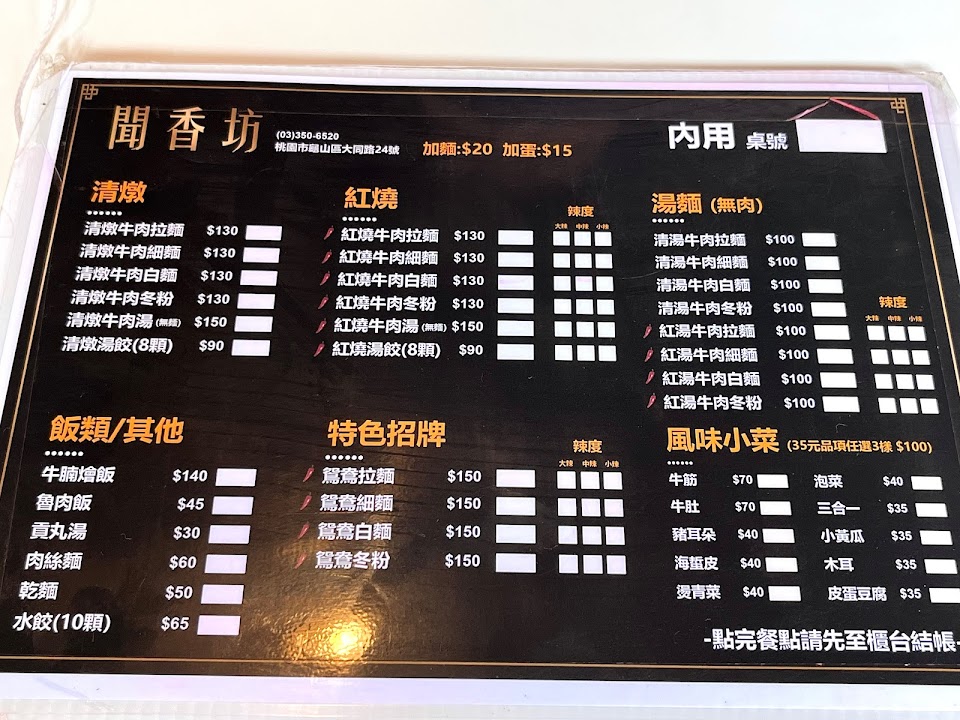 聞香坊
(03)350-6520
桃園市龜山區大同路24號
加麵:$20 加蛋:$15
內用 桌號
清燉
清燉牛肉拉麵 $130
清燉牛肉細麵 $130
清燉牛肉白麵 $130
清燉牛肉冬粉 $130
清燉牛肉湯(無麵) $150
清燉湯餃(8顆) $90
紅燒
辣度
大辣 中辣 小辣
紅燒牛肉拉麵 $130
紅燒牛肉細麵 $130
紅燒牛肉白麵 $130
紅燒牛肉冬粉 $130
紅燒牛肉湯(無麵) $150
紅燒湯餃(8顆) $90
湯麵 (無肉)
清湯牛肉拉麵 $100
清湯牛肉細麵 $100
清湯牛肉白麵 $100
清湯牛肉冬粉 $100
辣度
大辣 中辣 小辣
紅湯牛肉拉麵 $100
紅湯牛肉細麵 $100
紅湯牛肉白麵 $100
紅湯牛肉冬粉 $100
飯類/其他
牛腩燴飯 $140
魯肉飯 $45
貢丸湯 $30
肉絲麵 $60
乾麵 $50
水餃(10顆) $65
特色招牌
辣度
大辣 中辣 小辣
鴛鴦拉麵 $150
鴛鴦細麵 $150
鴛鴦白麵 $150
鴛鴦冬粉 $150
風味小菜 (35元品項任選3樣 $100)
牛筋 $70 泡菜 $40
牛肚 $70 三合一 $35
豬耳朵 $40 小黃瓜 $35
海蜇皮 $40 木耳 $35
燙青菜 $40 皮蛋豆腐 $35
-點完餐點請先至櫃台結帳-